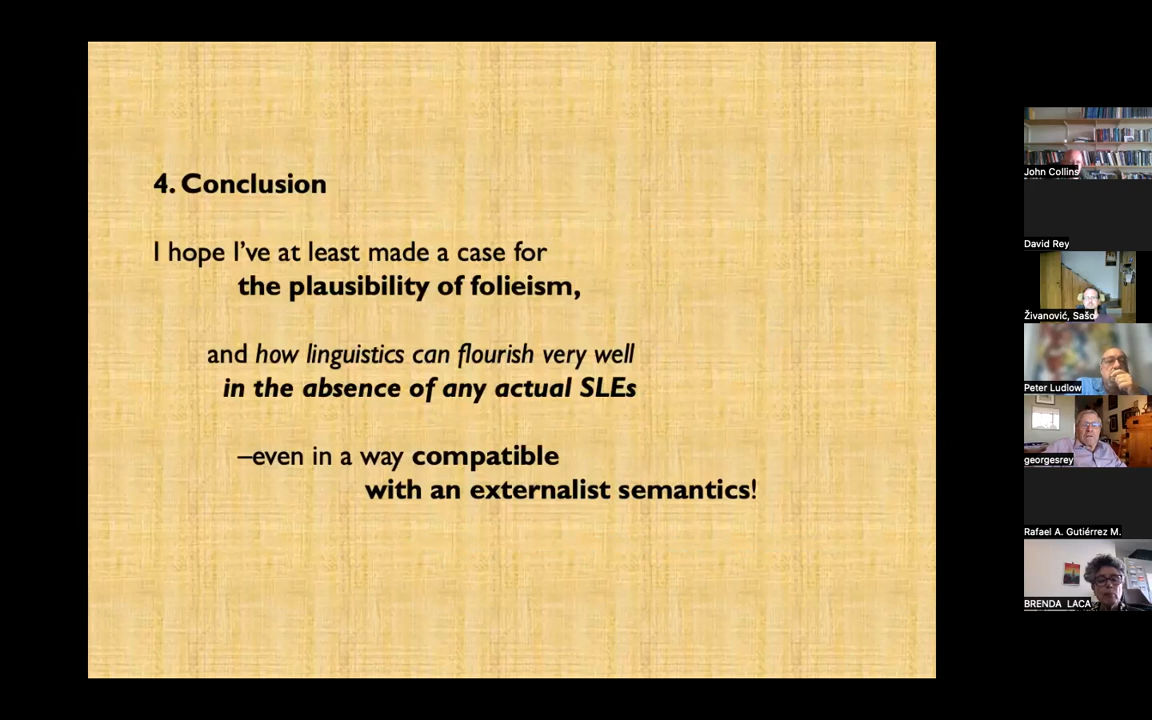 4. Conclusion
I hope I've at least made a case for
the plausibility of folieism,
and how linguistics can flourish very well
in the absence of any actual SLEs
–even in a way compatible
with an externalist semantics!
John Collins
David Rey
Živanović, Sašo
Peter Ludlow
georgesrey
Rafael A. Gutiérrez M.
BRENDA LACA